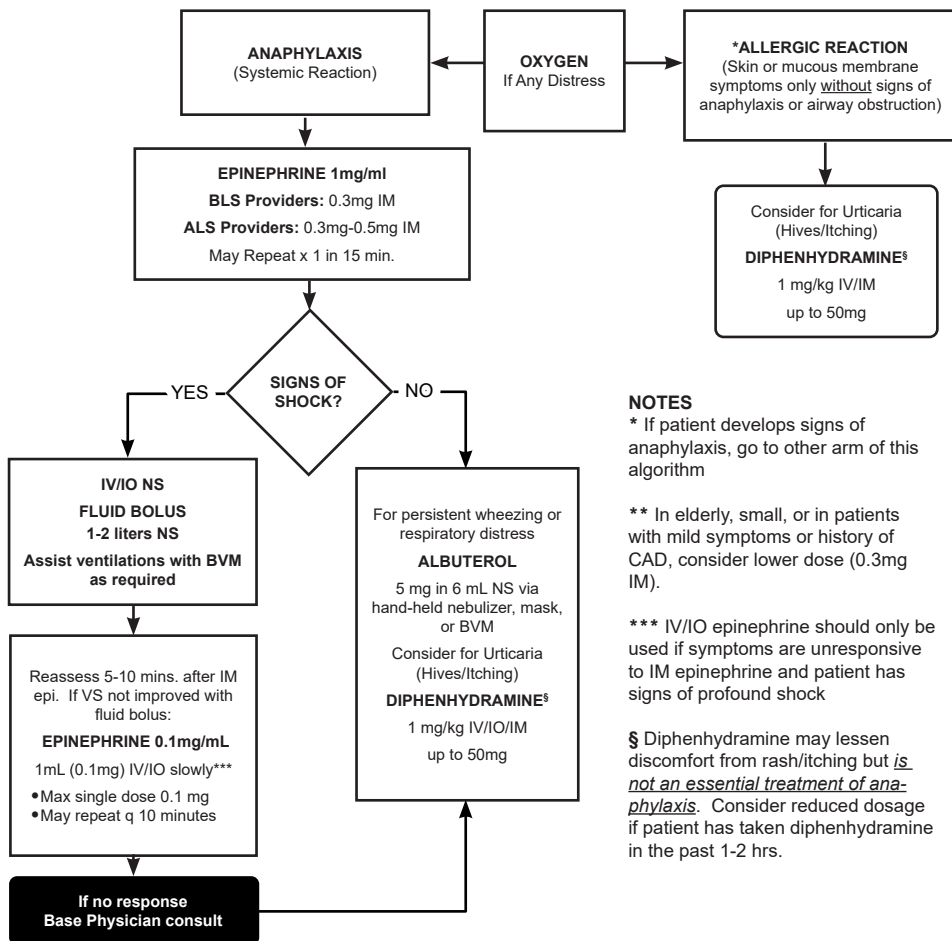 ANAPHYLAXIS
(Systemic Reaction)
OXYGEN
If Any Distress
*ALLERGIC REACTION
(Skin or mucous membrane
symptoms only without signs of
anaphylaxis or airway obstruction)
EPINEPHRINE 1mg/ml
BLS Providers: 0.3mg IM
ALS Providers: 0.3mg-0.5mg IM
May Repeat x 1 in 15 min.
Consider for Urticaria
(Hives/Itching)
DIPHENHYDRAMINE§
1 mg/kg IV/IM
up to 50mg
SIGNS OF
SHOCK?
YES
NO
IV/IO NS
FLUID BOLUS
1-2 liters NS
Assist ventilations with BVM
as required
Reassess 5-10 mins. after IM
epi.  If VS not improved with
fluid bolus:
EPINEPHRINE 0.1mg/mL
1mL (0.1mg) IV/IO slowly***
•Max single dose 0.1 mg
•May repeat q 10 minutes
If no response
Base Physician consult
For persistent wheezing or
respiratory distress
ALBUTEROL
5 mg in 6 mL NS via
hand-held nebulizer, mask,
or BVM
Consider for Urticaria
(Hives/Itching)
DIPHENHYDRAMINE§
1 mg/kg IV/IO/IM
up to 50mg
NOTES
* If patient develops signs of
anaphylaxis, go to other arm of this
algorithm
** In elderly, small, or in patients
with mild symptoms or history of
CAD, consider lower dose (0.3mg
IM).
*** IV/IO epinephrine should only be
used if symptoms are unresponsive
to IM epinephrine and patient has
signs of profound shock
§ Diphenhydramine may lessen
discomfort from rash/itching but is
not an essential treatment of ana-
phylaxis.  Consider reduced dosage
if patient has taken diphenhydramine
in the past 1-2 hrs.